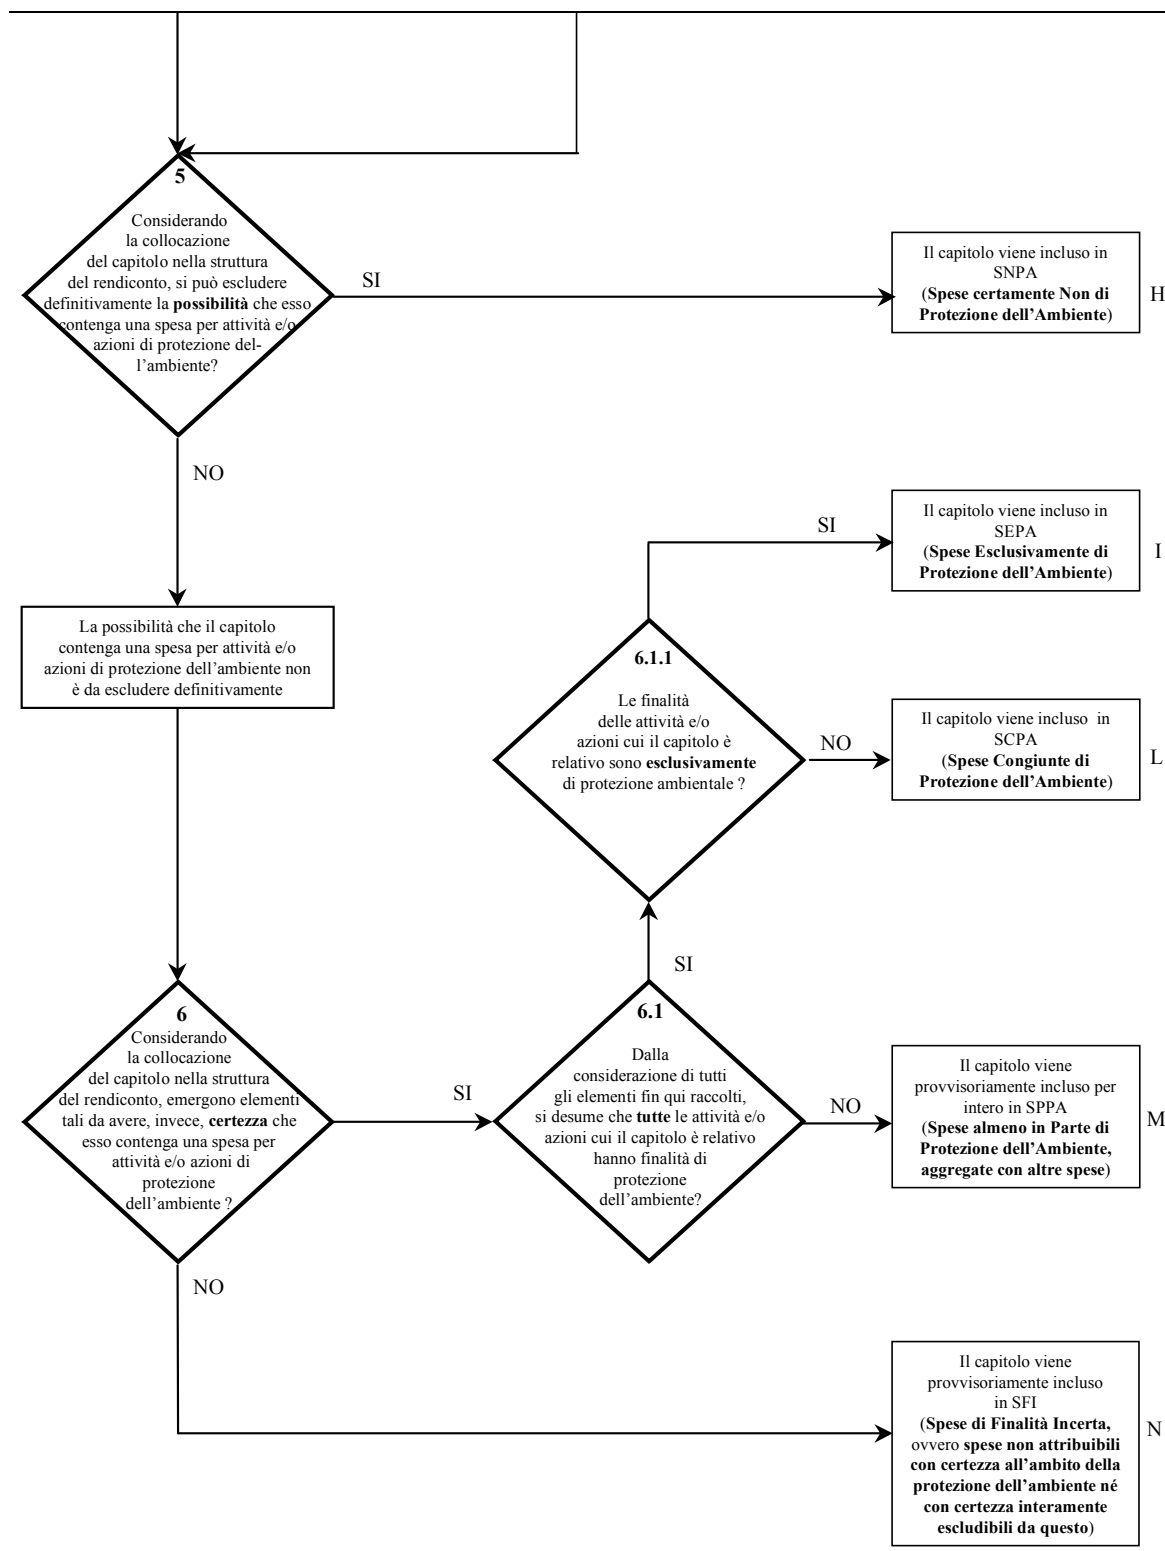 5
Considerando
la collocazione
del capitolo nella struttura
del rendiconto, si può escludere
definitivamente la possibilità che esso
contenga una spesa per attività e/o
azioni di protezione del-
l'ambiente?
SI
Il capitolo viene incluso in
SNPA
(Spese certamente Non di
Protezione dell'Ambiente)
H
NO
La possibilità che il capitolo
contenga una spesa per attività e/o
azioni di protezione dell'ambiente non
è da escludere definitivamente
SI
Il capitolo viene incluso in
SEPA
(Spese Esclusivamente di
Protezione dell'Ambiente)
I
6.1.1
Le finalità
delle attività e/o
azioni cui il capitolo è
relativo sono esclusivamente
di protezione ambientale ?
NO
Il capitolo viene incluso in
SCPA
(Spese Congiunte di
Protezione dell'Ambiente)
L
SI
6
Considerando
la collocazione
del capitolo nella struttura
del rendiconto, emergono elementi
tali da avere, invece, certezza che
esso contenga una spesa per
attività e/o azioni di
protezione
dell'ambiente ?
SI
6.1
Dalla
considerazione di tutti
gli elementi fin qui raccolti,
si desume che tutte le attività e/o
azioni cui il capitolo è relativo
hanno finalità di
protezione
dell'ambiente?
NO
Il capitolo viene
provvisoriamente incluso per
intero in SPPA
(Spese almeno in Parte di
Protezione dell'Ambiente,
aggregate con altre spese)
M
NO
Il capitolo viene
provvisoriamente incluso
in SFI
(Spese di Finalità Incerta,
ovvero spese non attribuibili
con certezza all'ambito della
protezione dell'ambiente né
con certezza interamente
escludibili da questo)
N